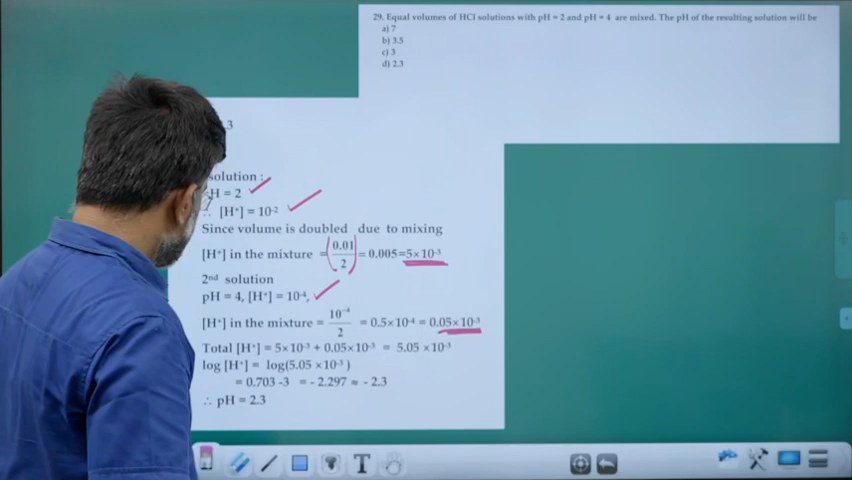 29. Equal volumes of HCl solutions with pH = 2 and pH = 4 are mixed. The pH of the resulting solution will be
a) 7
b) 3.5
c) 3
d) 2.3
.3
solution :
H = 2
∴ [H⁺] = 10⁻²
Since volume is doubled due to mixing
[H⁺] in the mixture = (0.01/2) = 0.005=5×10⁻³
2ⁿᵈ solution
pH = 4, [H⁺] = 10⁻⁴,
[H⁺] in the mixture = 10⁻⁴/2 = 0.5×10⁻⁴ = 0.05×10⁻³
Total [H⁺] = 5×10⁻³ + 0.05×10⁻³ = 5.05 ×10⁻³
log [H⁺] = log(5.05 ×10⁻³ )
= 0.703 -3 = - 2.297 ≈ - 2.3
∴ pH = 2.3
T